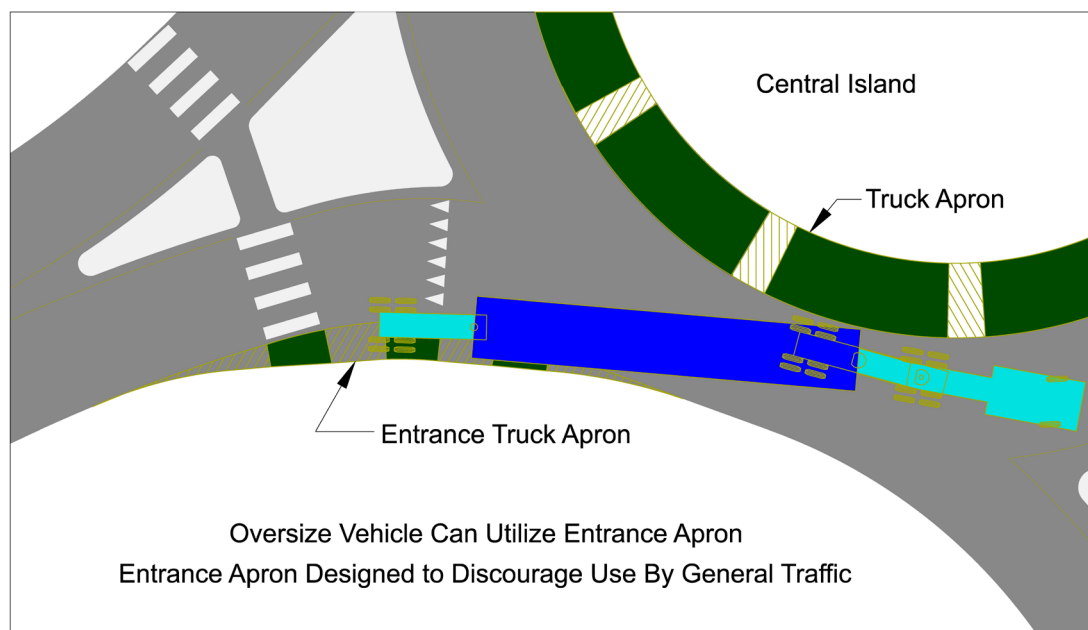 Central Island
Truck Apron
Entrance Truck Apron
Oversize Vehicle Can Utilize Entrance Apron
Entrance Apron Designed to Discourage Use By General Traffic